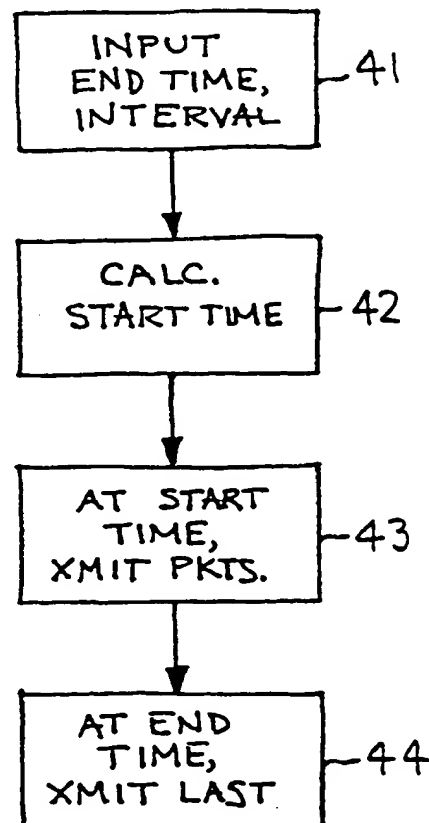 INPUT
END TIME,
INTERVAL
41
CALC.
START TIME
42
AT START
TIME,
XMIT PKTS.
43
AT END
TIME,
XMIT LAST
44